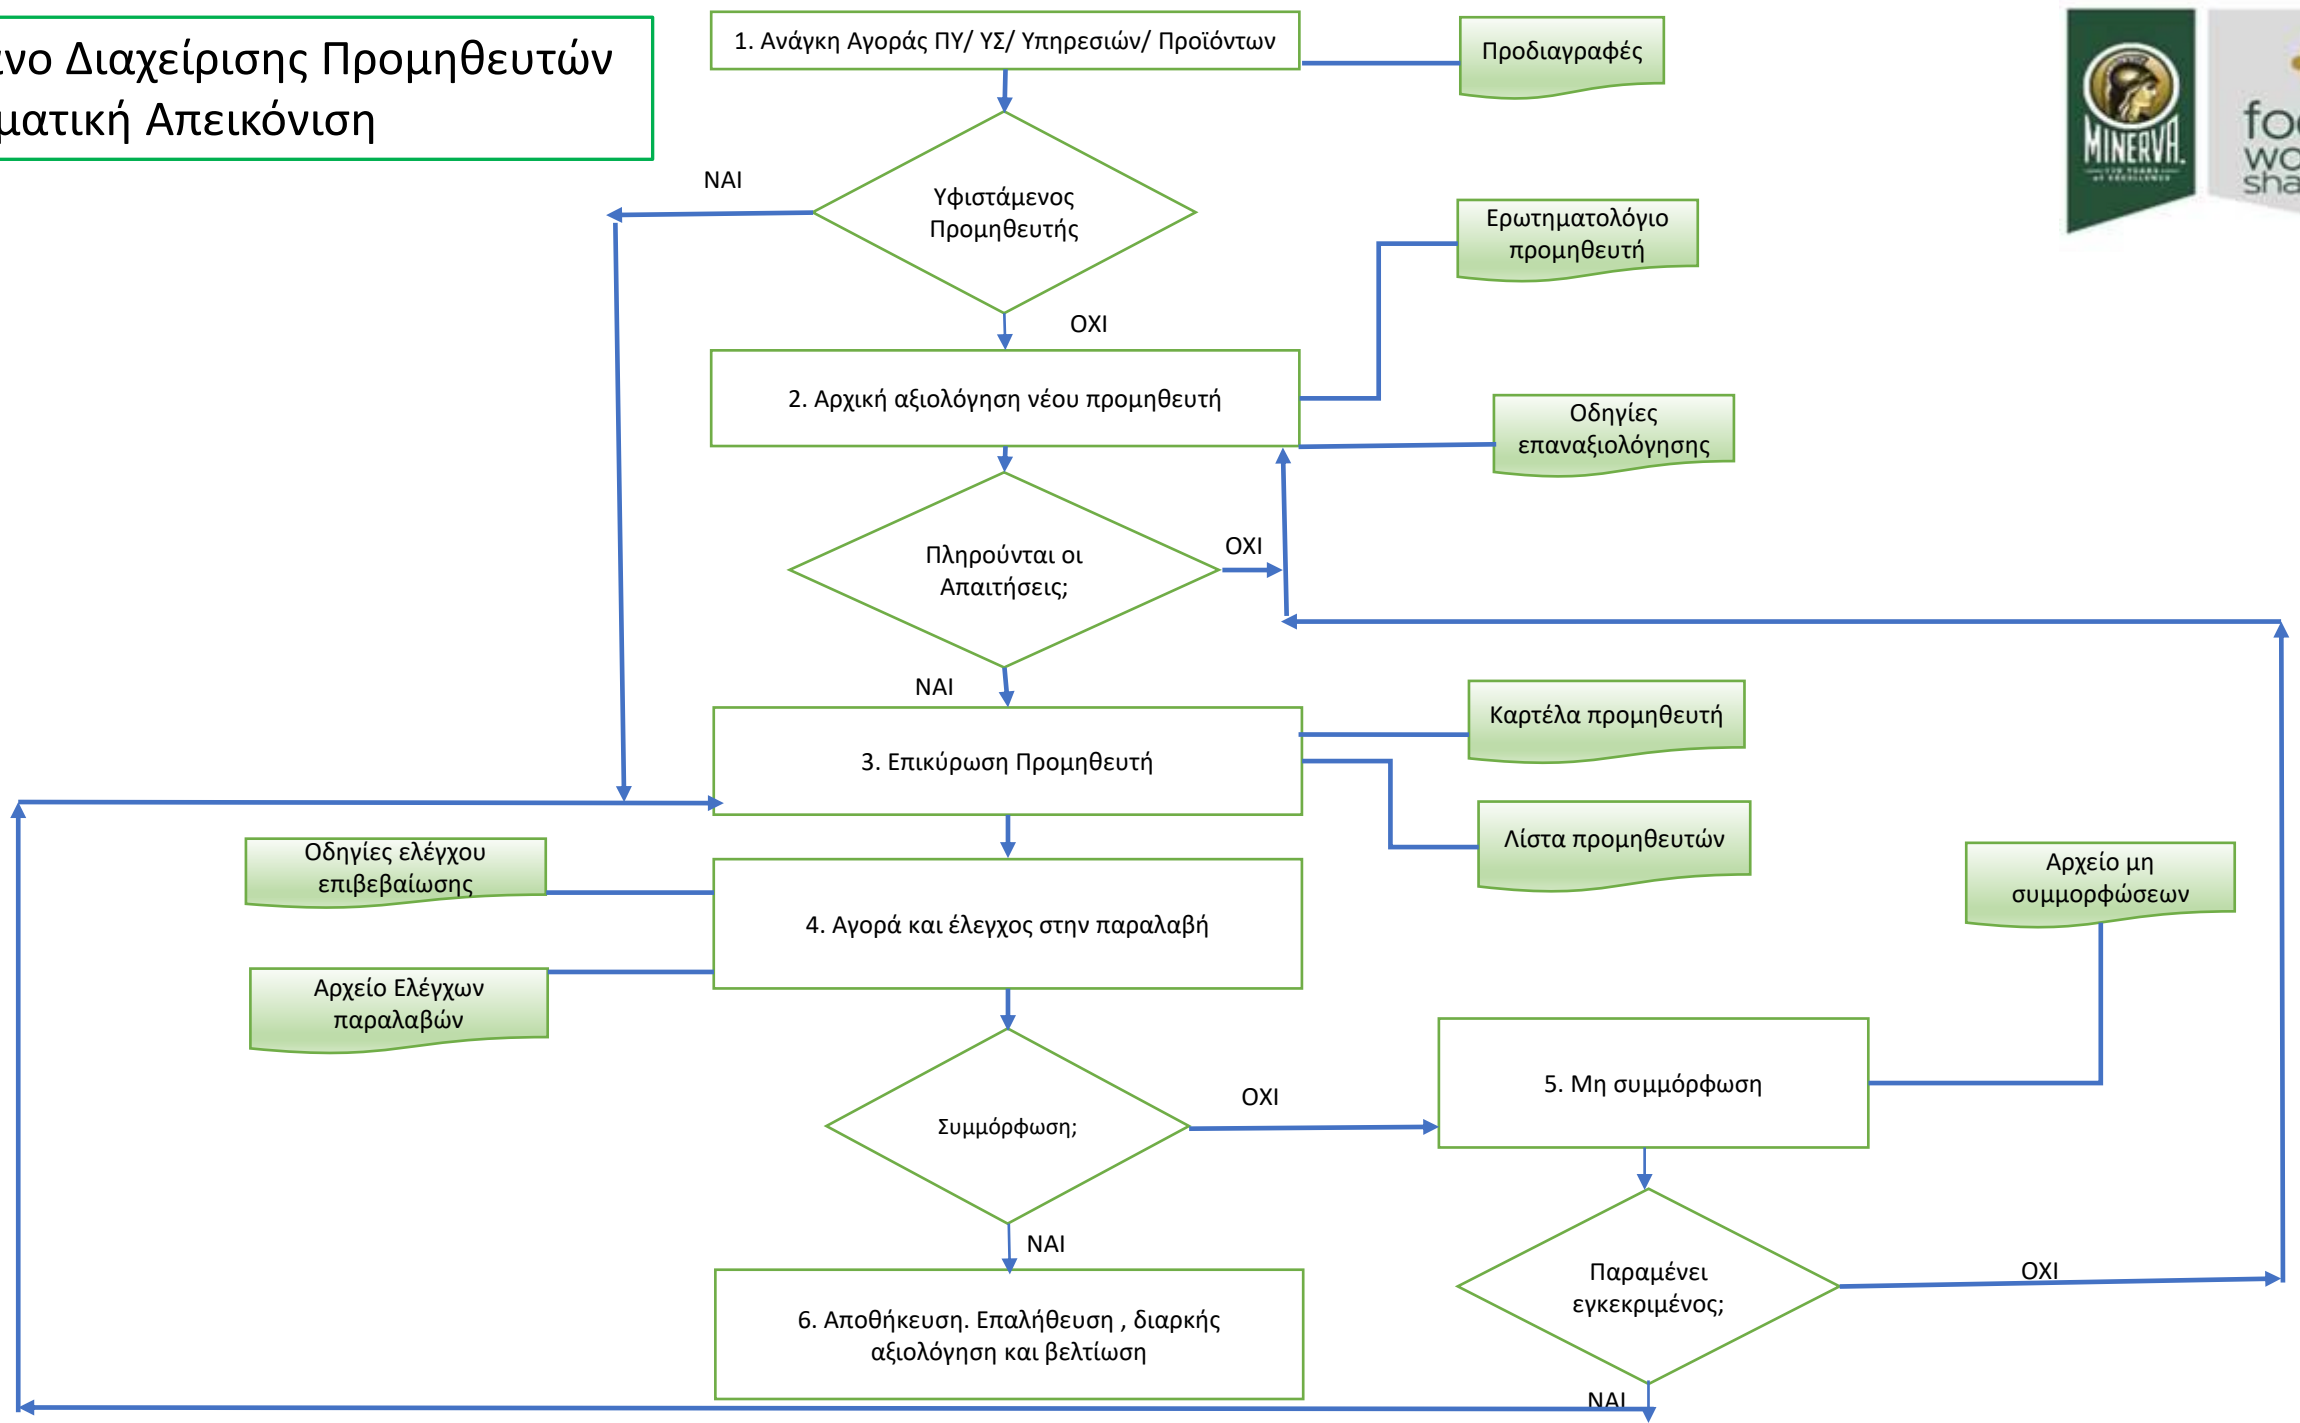 Διαχείρισης Προμηθευτών
Απεικόνιση
1. Ανάγκη Αγοράς ΠΥ/ ΥΣ/ Υπηρεσιών/ Προϊόντων
Προδιαγραφές
MINERVA
ΝΑΙ
Υφιστάμενος
Προμηθευτής
Ερωτηματολόγιο
προμηθευτή
ΟΧΙ
2. Αρχική αξιολόγηση νέου προμηθευτή
Οδηγίες
επαναξιολόγησης
Πληρούνται οι
Απαιτήσεις;
ΟΧΙ
ΝΑΙ
3. Επικύρωση Προμηθευτή
Καρτέλα προμηθευτή
Λίστα προμηθευτών
Οδηγίες ελέγχου
επιβεβαίωσης
4. Αγορά και έλεγχος στην παραλαβή
Αρχείο μη
συμμορφώσεων
Αρχείο Ελέγχων
παραλαβών
Συμμόρφωση;
ΟΧΙ
5. Μη συμμόρφωση
ΝΑΙ
Παραμένει
εγκεκριμένος;
ΟΧΙ
6. Αποθήκευση. Επαλήθευση , διαρκής
αξιολόγηση και βελτίωση
ΝΑΙ